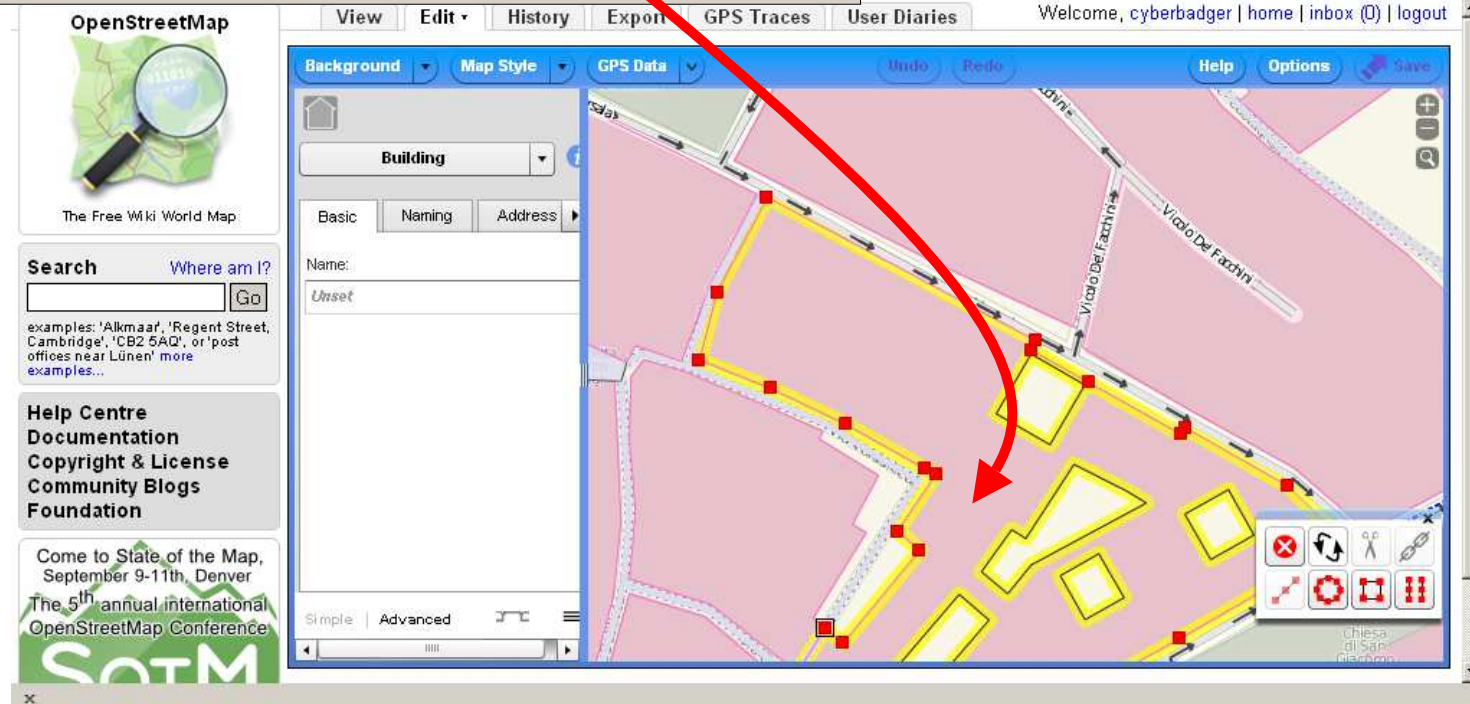 OpenStreetMap
The Free Wiki World Map
View Edit History Export GPS Traces User Diaries
Welcome, cyberbadger | home | inbox (0) | logout
Search Where am I?
Go
examples: 'Alkmaar', 'Regent Street,
Cambridge', 'CB2 5AQ', or 'post
offices near Lünen' more
examples...
Help Centre
Documentation
Copyright & License
Community Blogs
Foundation
Come to State of the Map,
September 9-11th, Denver
The 5th annual international
OpenStreetMap Conference
SOTM
Background Map Style GPS Data Undo Redo Help Options Save
Building
Basic Naming Address
Name:
Unset
Simple | Advanced
Vicolo De' Facchini
Vicolo De' Facchini
Chiesa
di San
Giacomo